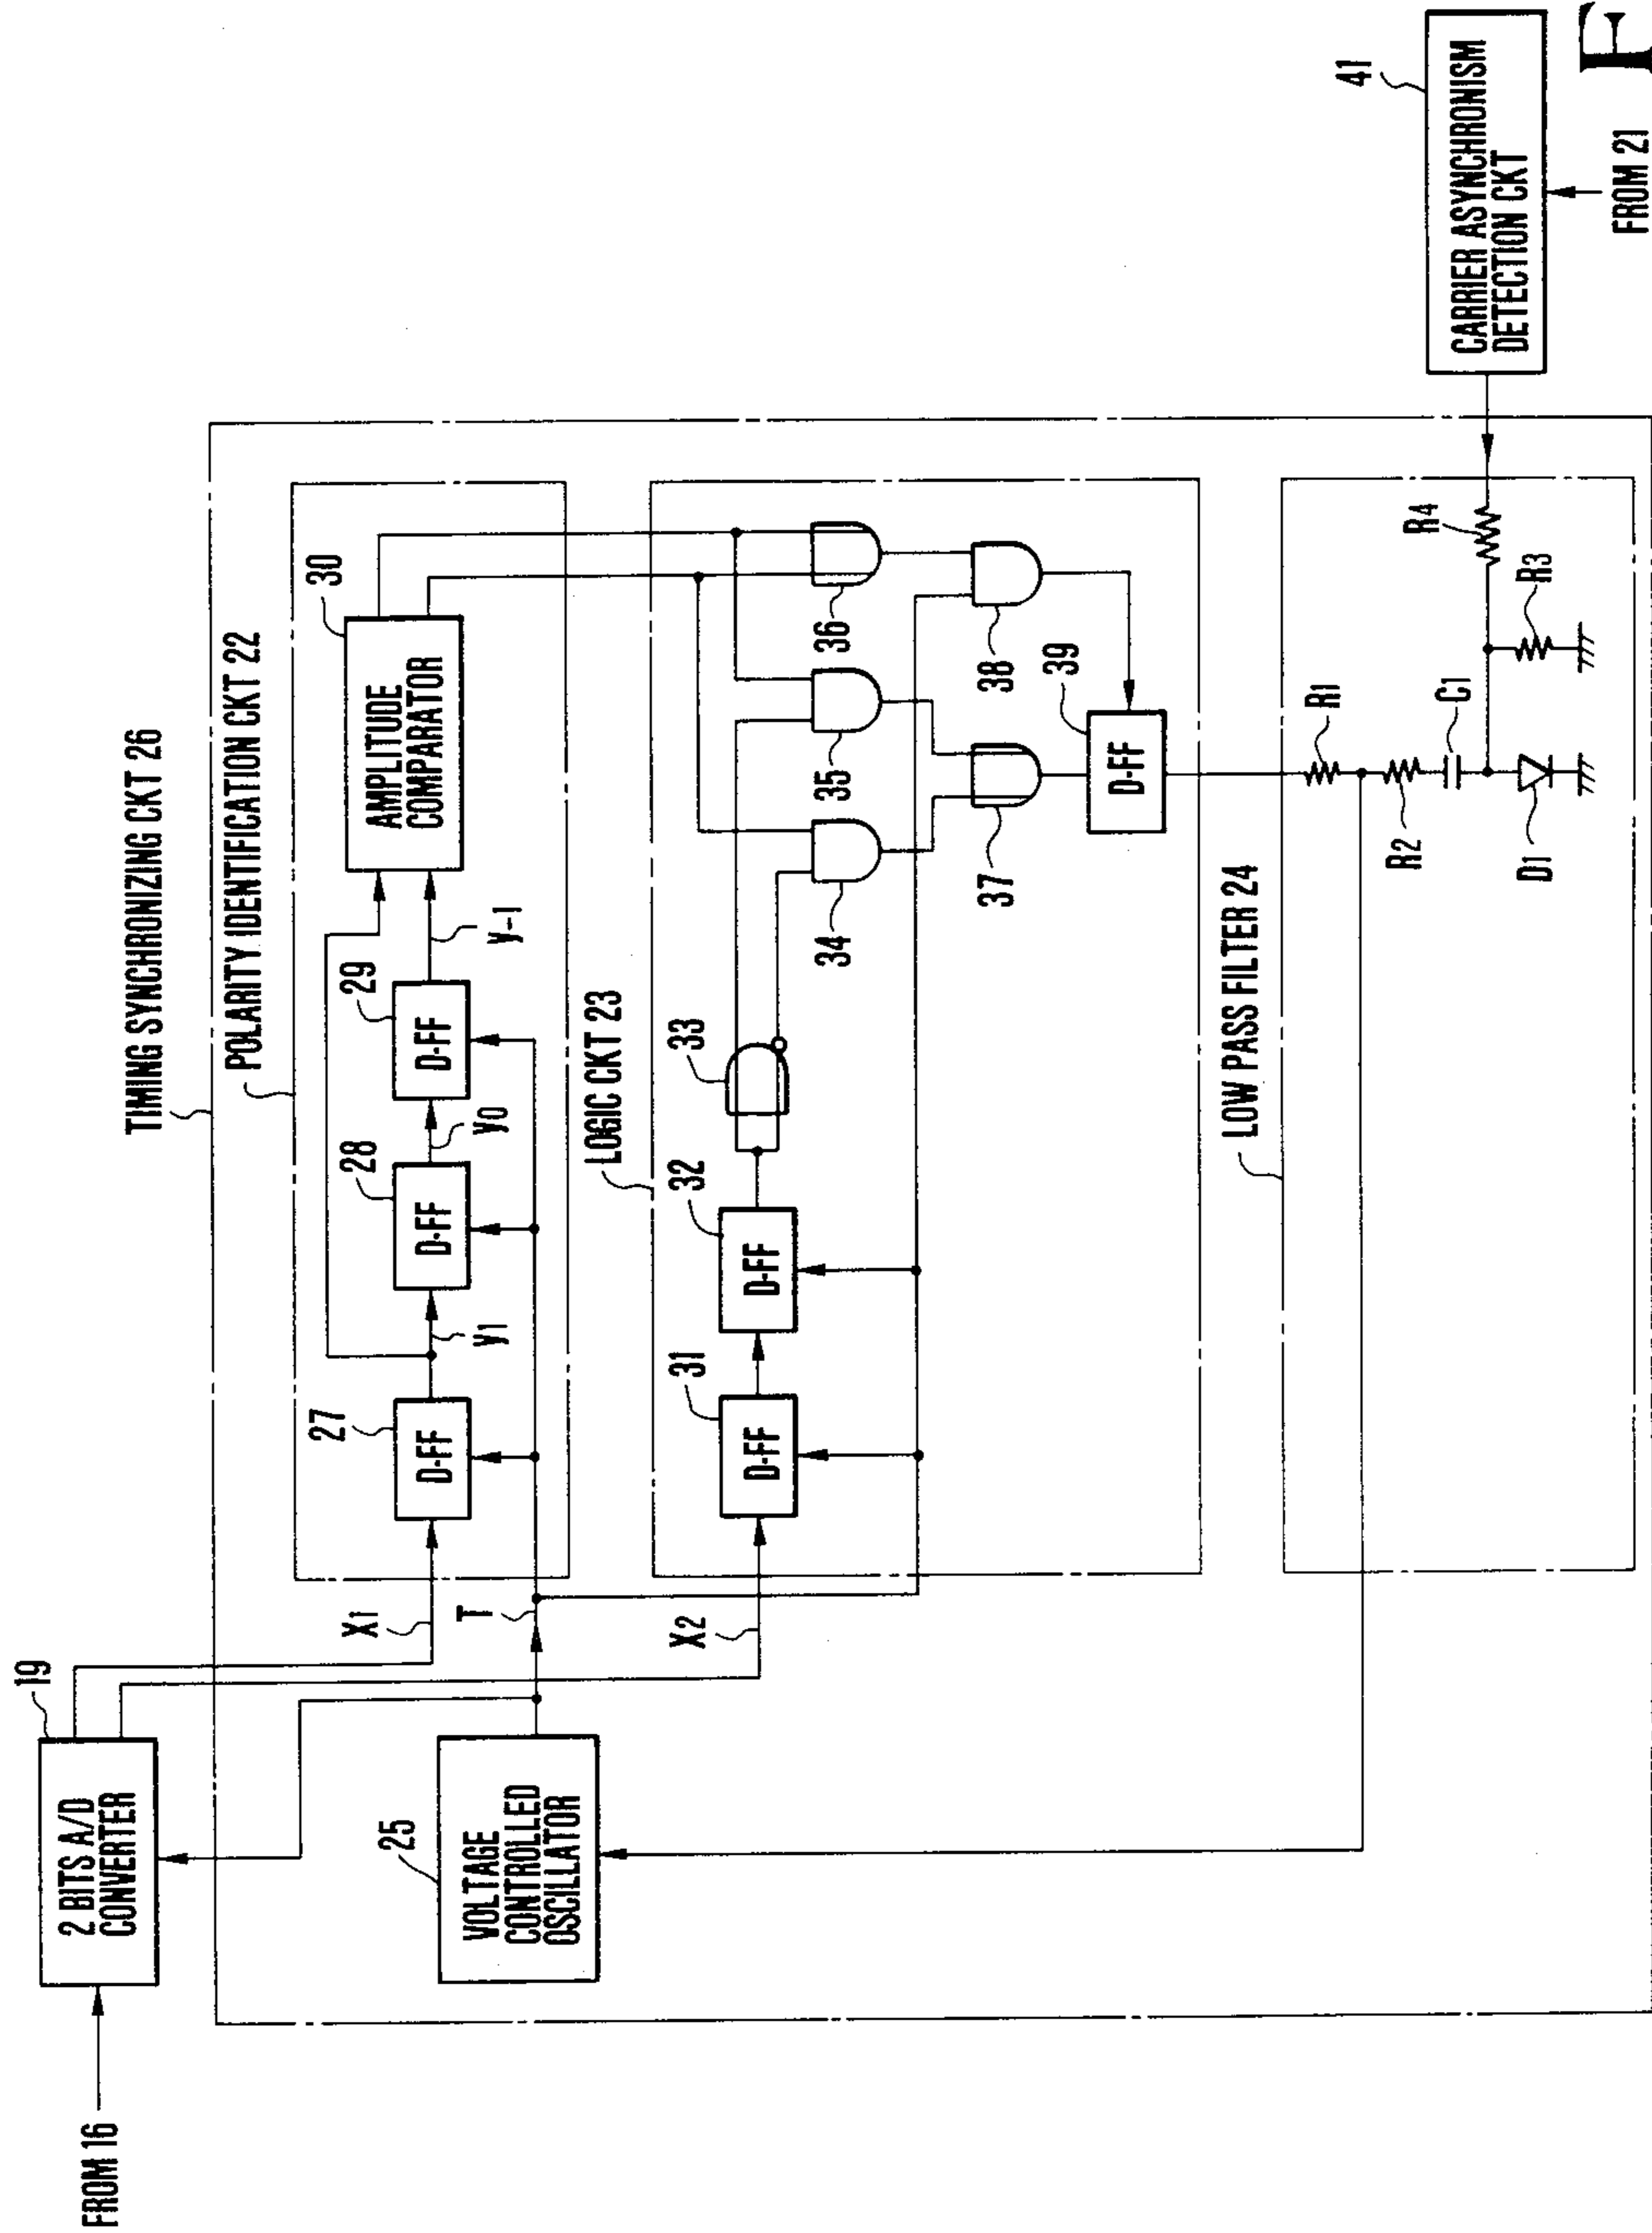 FROM 16
19
2 BITS A/D
CONVERTER
TIMING SYNCHRONIZING CKT 26
POLARITY IDENTIFICATION CKT 22
X1
27
D-FF
y1
28
D-FF
y0
29
D-FF
y-1
30
AMPLITUDE
COMPARATOR
25
VOLTAGE
CONTROLLED
OSCILLATOR
T
LOGIC CKT 23
X2
31
D-FF
32
D-FF
33
34
35
36
37
38
39
D-FF
LOW PASS FILTER 24
R1
R2
C1
D1
R3
R4
41
CARRIER ASYNCHRONISM
DETECTION CKT
FROM 21
F